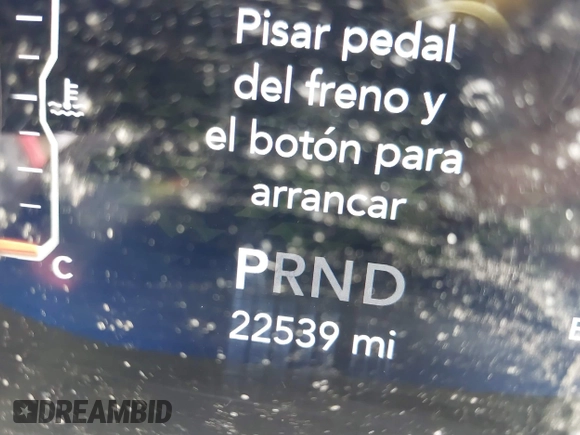 Pisar pedal
del freno y
el botón para
arrancar
C
PRND
22539 mi
E
DREAMBID